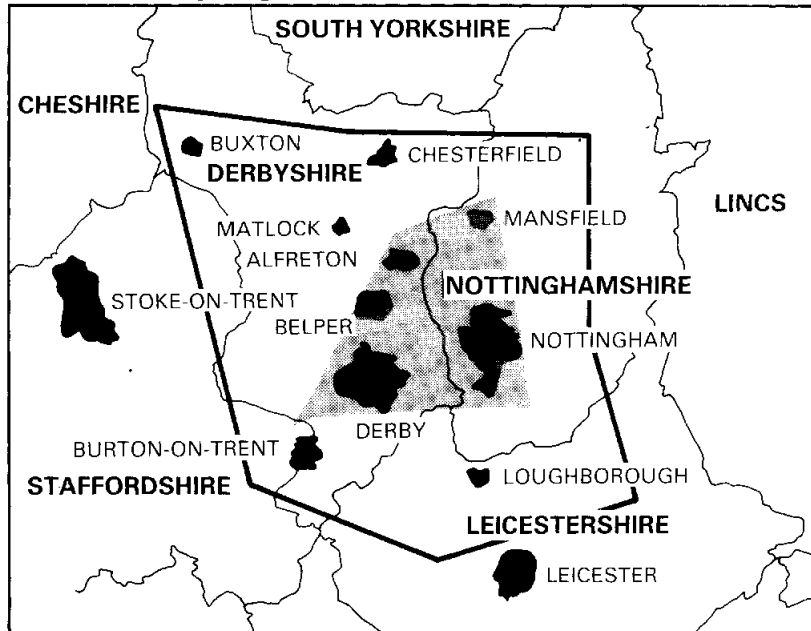 SOUTH YORKSHIRE
CHESHIRE
BUXTON
CHESTERFIELD
DERBYSHIRE
LINCS
MATLOCK
MANSFIELD
ALFRETON
NOTTINGHAMSHIRE
STOKE-ON-TRENT
BELPER
NOTTINGHAM
DERBY
BURTON-ON-TRENT
STAFFORDSHIRE
LOUGHBOROUGH
LEICESTERSHIRE
LEICESTER